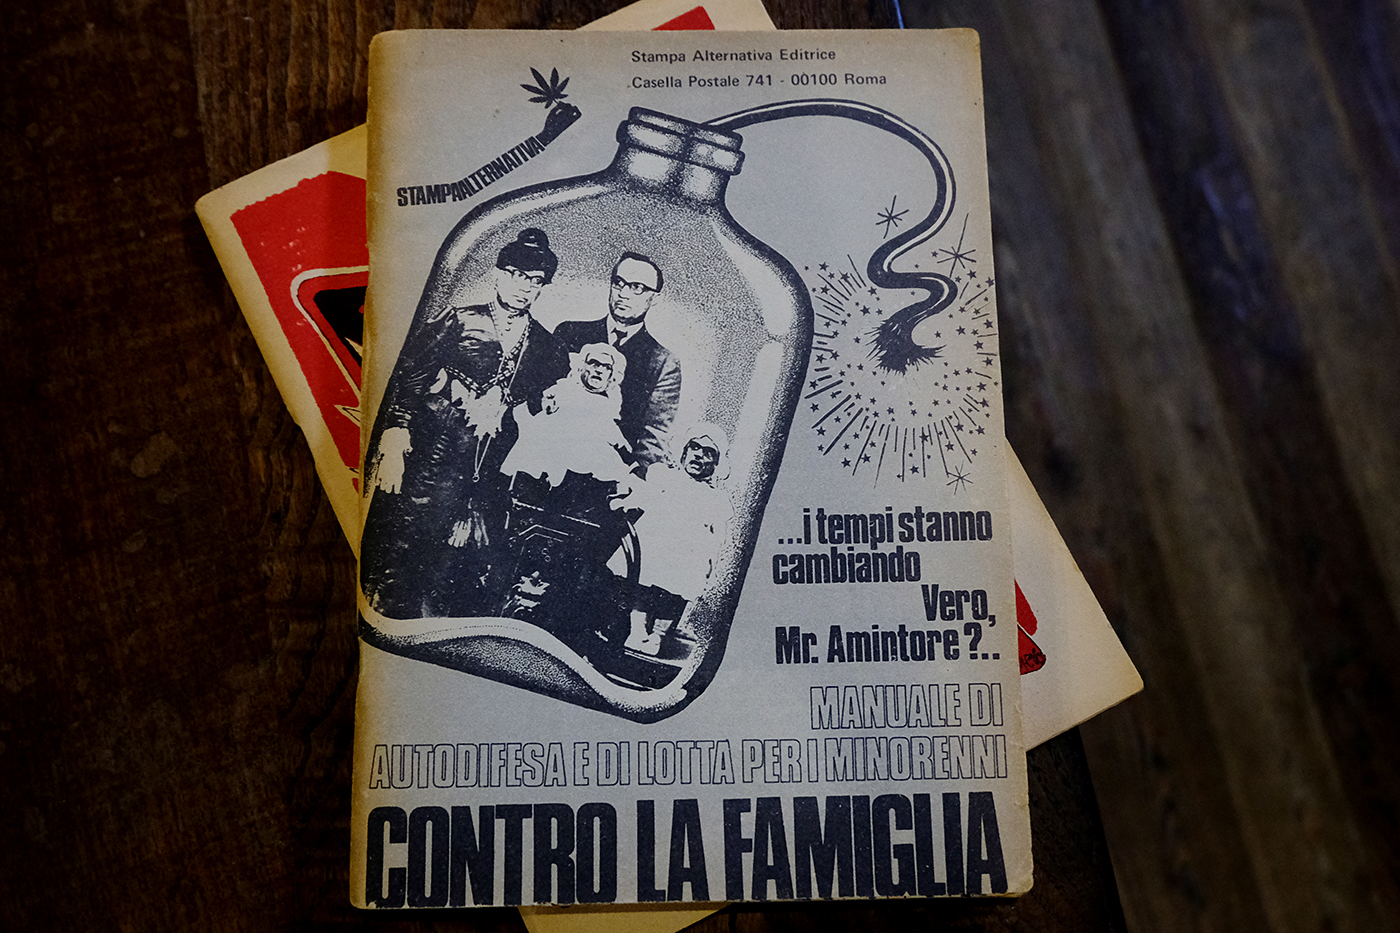 Stampa Alternativa Editrice
Casella Postale 741 - 00100 Roma
STAMPAALTERNATIVA
...i tempi stanno
cambiando
Vero,
Mr. Amintore ?..
MANUALE DI
AUTODIFESA E DI LOTTA PER I MINORENNI
CONTRO LA FAMIGLIA